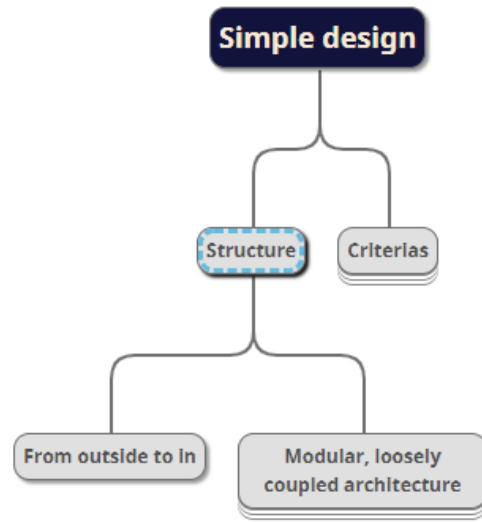 Simple design
Structure
Criterias
From outside to in
Modular, loosely
coupled architecture